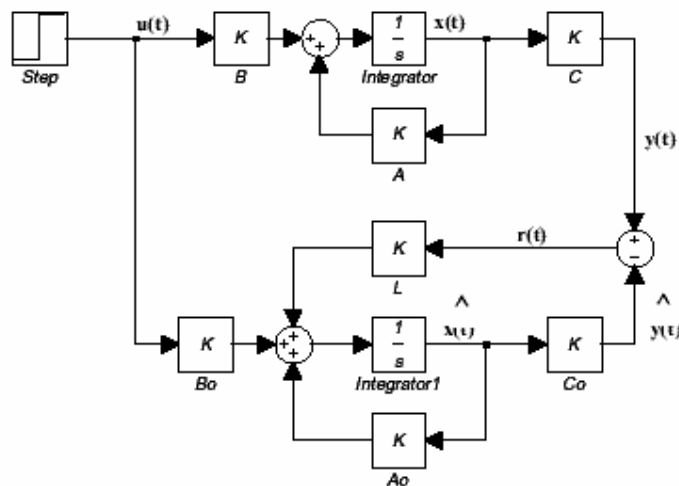 u(t)
K
1
s
x(t)
K
Step
B
Integrator
C
K
A
y(t)
K
r(t)
L
^
^
K
1
s
x(t)
K
y(t)
Bo
Integrator1
Co
K
Ao